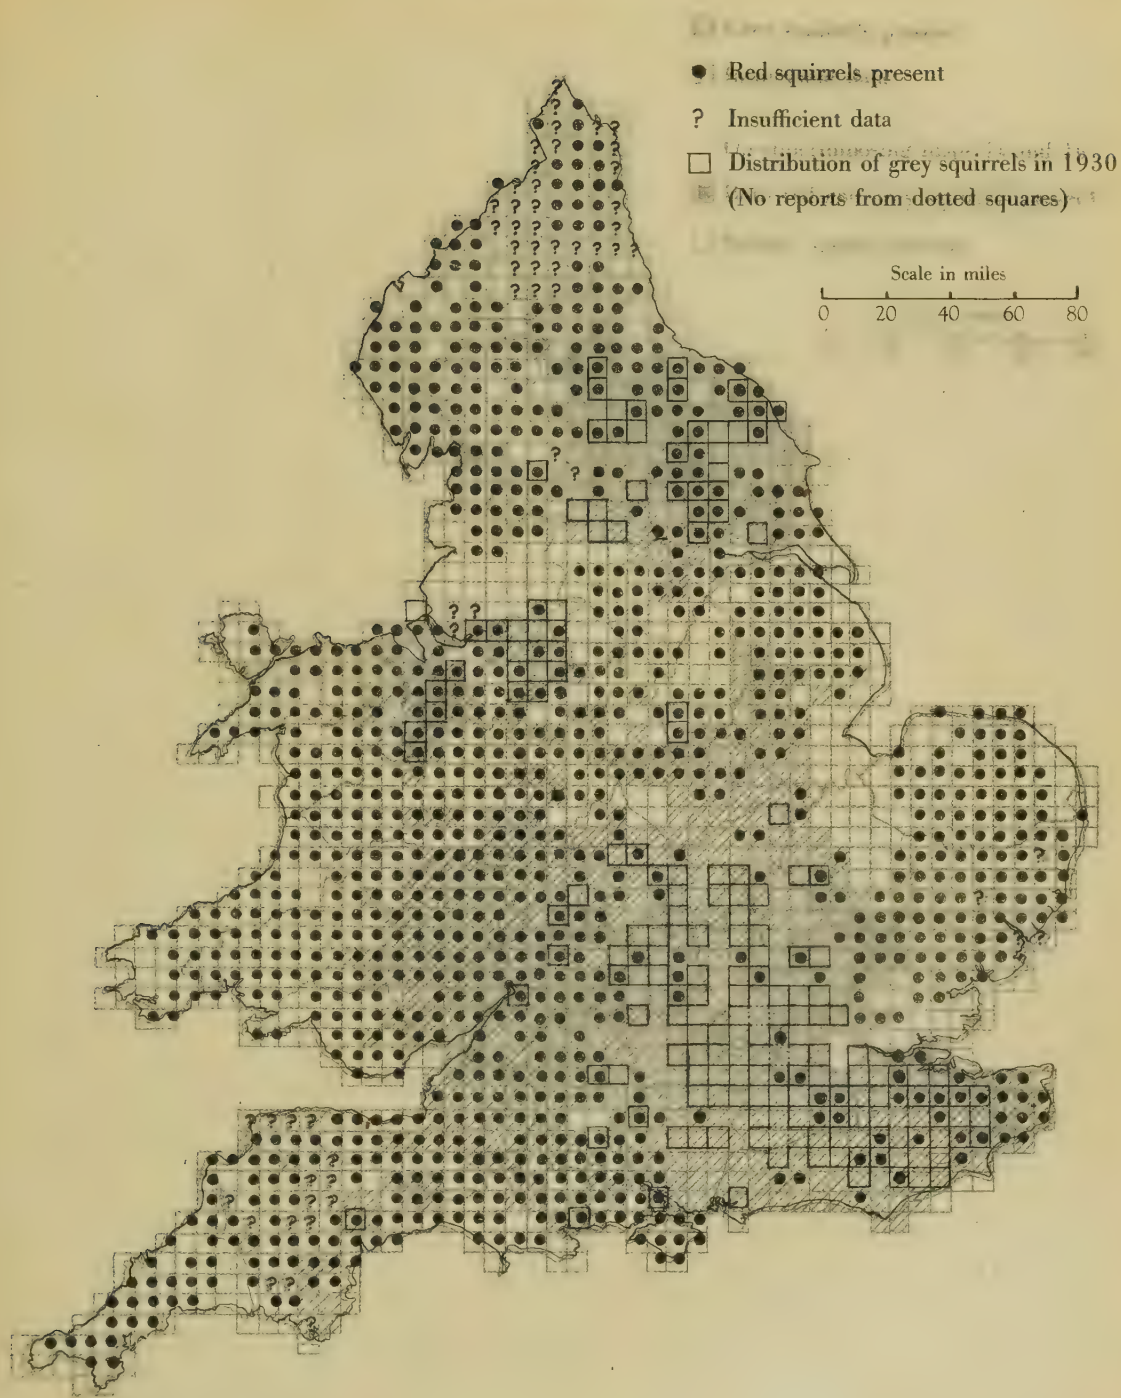 Red squirrels present
? Insufficient data
Distribution of grey squirrels in 1930
(No reports from dotted squares)
Scale in miles
0 20 40 60 80